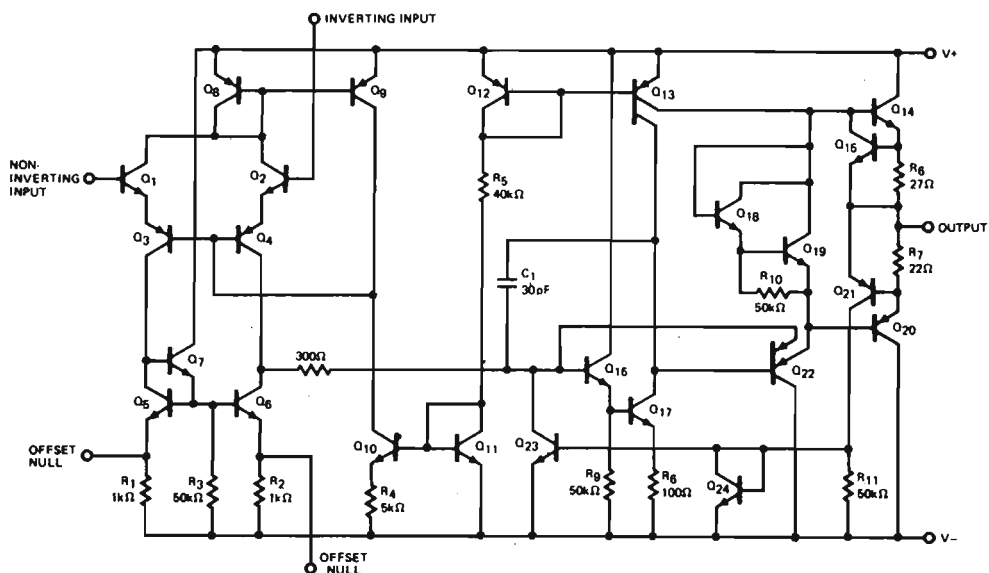 INVERTING INPUT
V+
Q8
Q9
Q12
Q13
Q14
Q15
R6
27Ω
NON-
INVERTING
INPUT
Q1
Q2
R5
40kΩ
Q18
OUTPUT
Q3
Q4
Q19
R7
22Ω
C1
30pF
R10
50kΩ
Q21
Q20
Q7
300Ω
Q22
Q5
Q6
Q16
Q17
OFFSET
NULL
Q10
Q11
Q23
R1
1kΩ
R3
50kΩ
R2
1kΩ
R4
5kΩ
R9
50kΩ
R6
100Ω
Q24
R11
50kΩ
V-
OFFSET
NULL